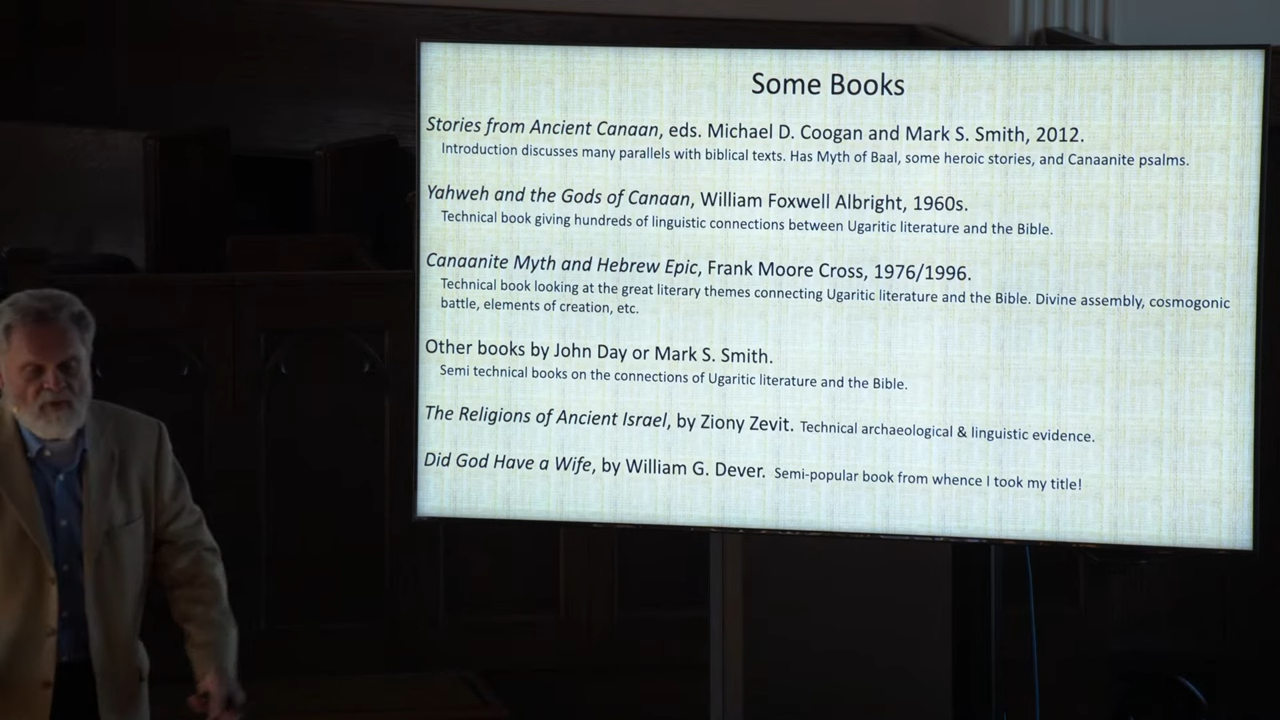 Some Books
Stories from Ancient Canaan, eds. Michael D. Coogan and Mark S. Smith, 2012.
Introduction discusses many parallels with biblical texts. Has Myth of Baal, some heroic stories, and Canaanite psalms.
Yahweh and the Gods of Canaan, William Foxwell Albright, 1960s.
Technical book giving hundreds of linguistic connections between Ugaritic literature and the Bible.
Canaanite Myth and Hebrew Epic, Frank Moore Cross, 1976/1996.
Technical book looking at the great literary themes connecting Ugaritic literature and the Bible. Divine assembly, cosmogonic
battle, elements of creation, etc.
Other books by John Day or Mark S. Smith.
Semi technical books on the connections of Ugaritic literature and the Bible.
The Religions of Ancient Israel, by Ziony Zevit. Technical archaeological & linguistic evidence.
Did God Have a Wife, by William G. Dever. Semi-popular book from whence I took my title!